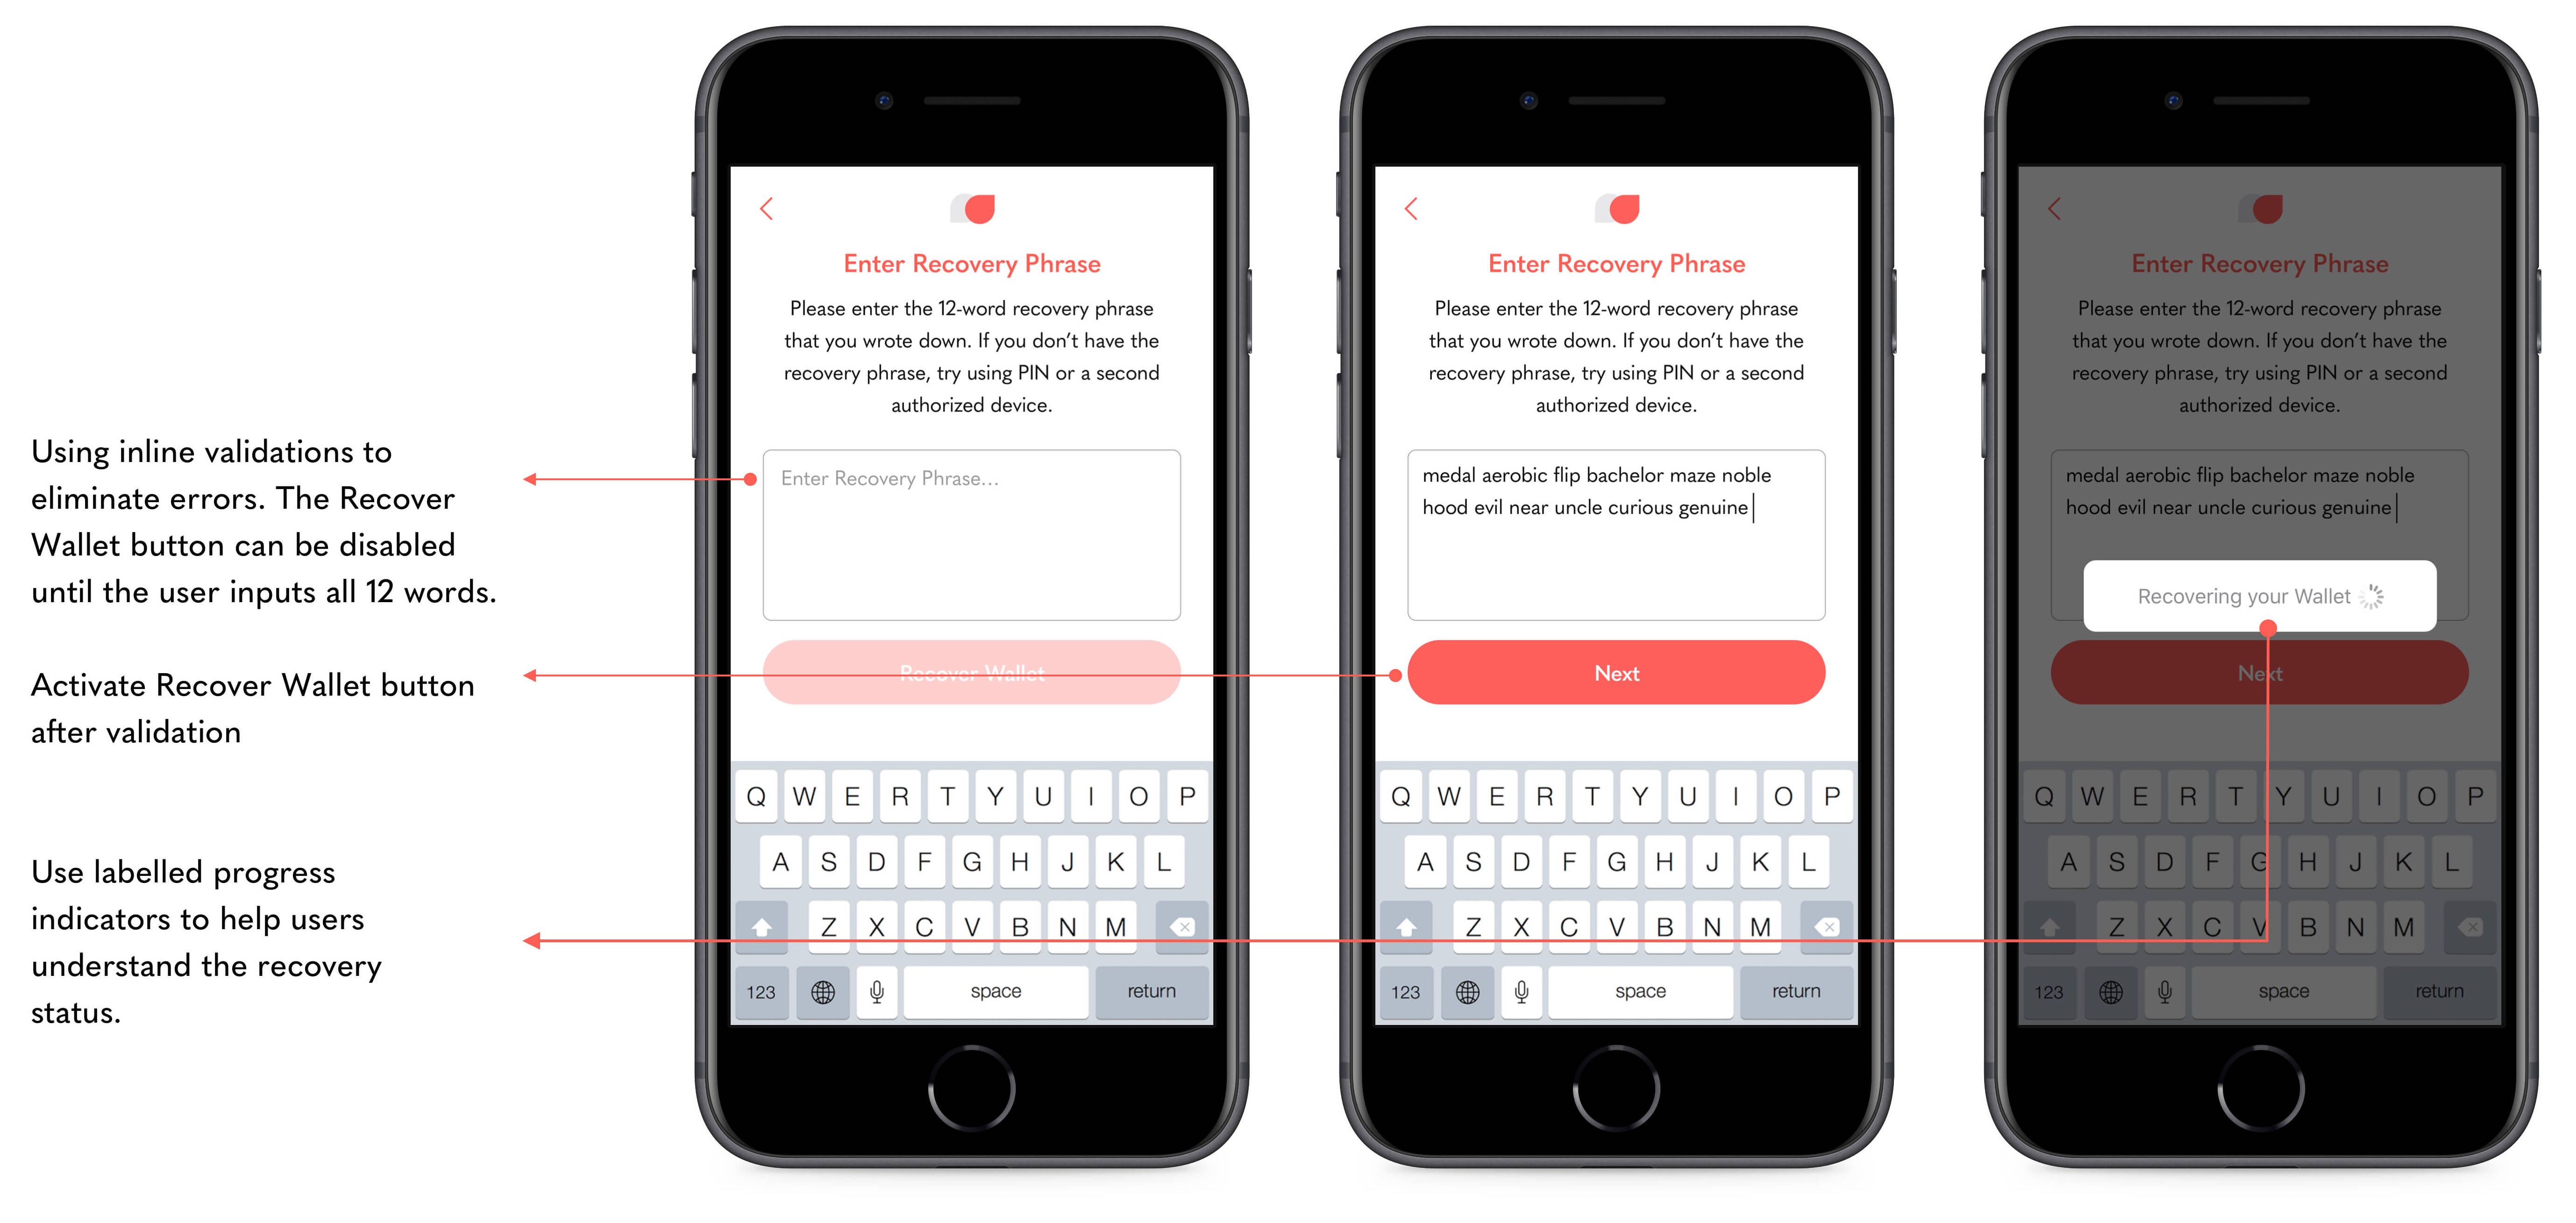 Using inline validations to
eliminate errors. The Recover
Wallet button can be disabled
until the user inputs all 12 words.
Activate Recover Wallet button
after validation
Use labelled progress
indicators to help users
understand the recovery
status.
Enter Recovery Phrase
Please enter the 12-word recovery phrase
that you wrote down. If you don't have the
recovery phrase, try using PIN or a second
authorized device.
Enter Recovery Phrase...
Recover Wallet
Q W E R T Y U I O P
A S D F G H J K L
Z X C V B N M
123 space return
Enter Recovery Phrase
Please enter the 12-word recovery phrase
that you wrote down. If you don't have the
recovery phrase, try using PIN or a second
authorized device.
medal aerobic flip bachelor maze noble
hood evil near uncle curious genuine
Next
Q W E R T Y U I O P
A S D F G H J K L
Z X C V B N M
123 space return
Enter Recovery Phrase
Please enter the 12-word recovery phrase
that you wrote down. If you don't have the
recovery phrase, try using PIN or a second
authorized device.
medal aerobic flip bachelor maze noble
hood evil near uncle curious genuine
Recovering your Wallet
Next
Q W E R T Y U I O P
A S D F G H J K L
Z X C V B N M
123 space return